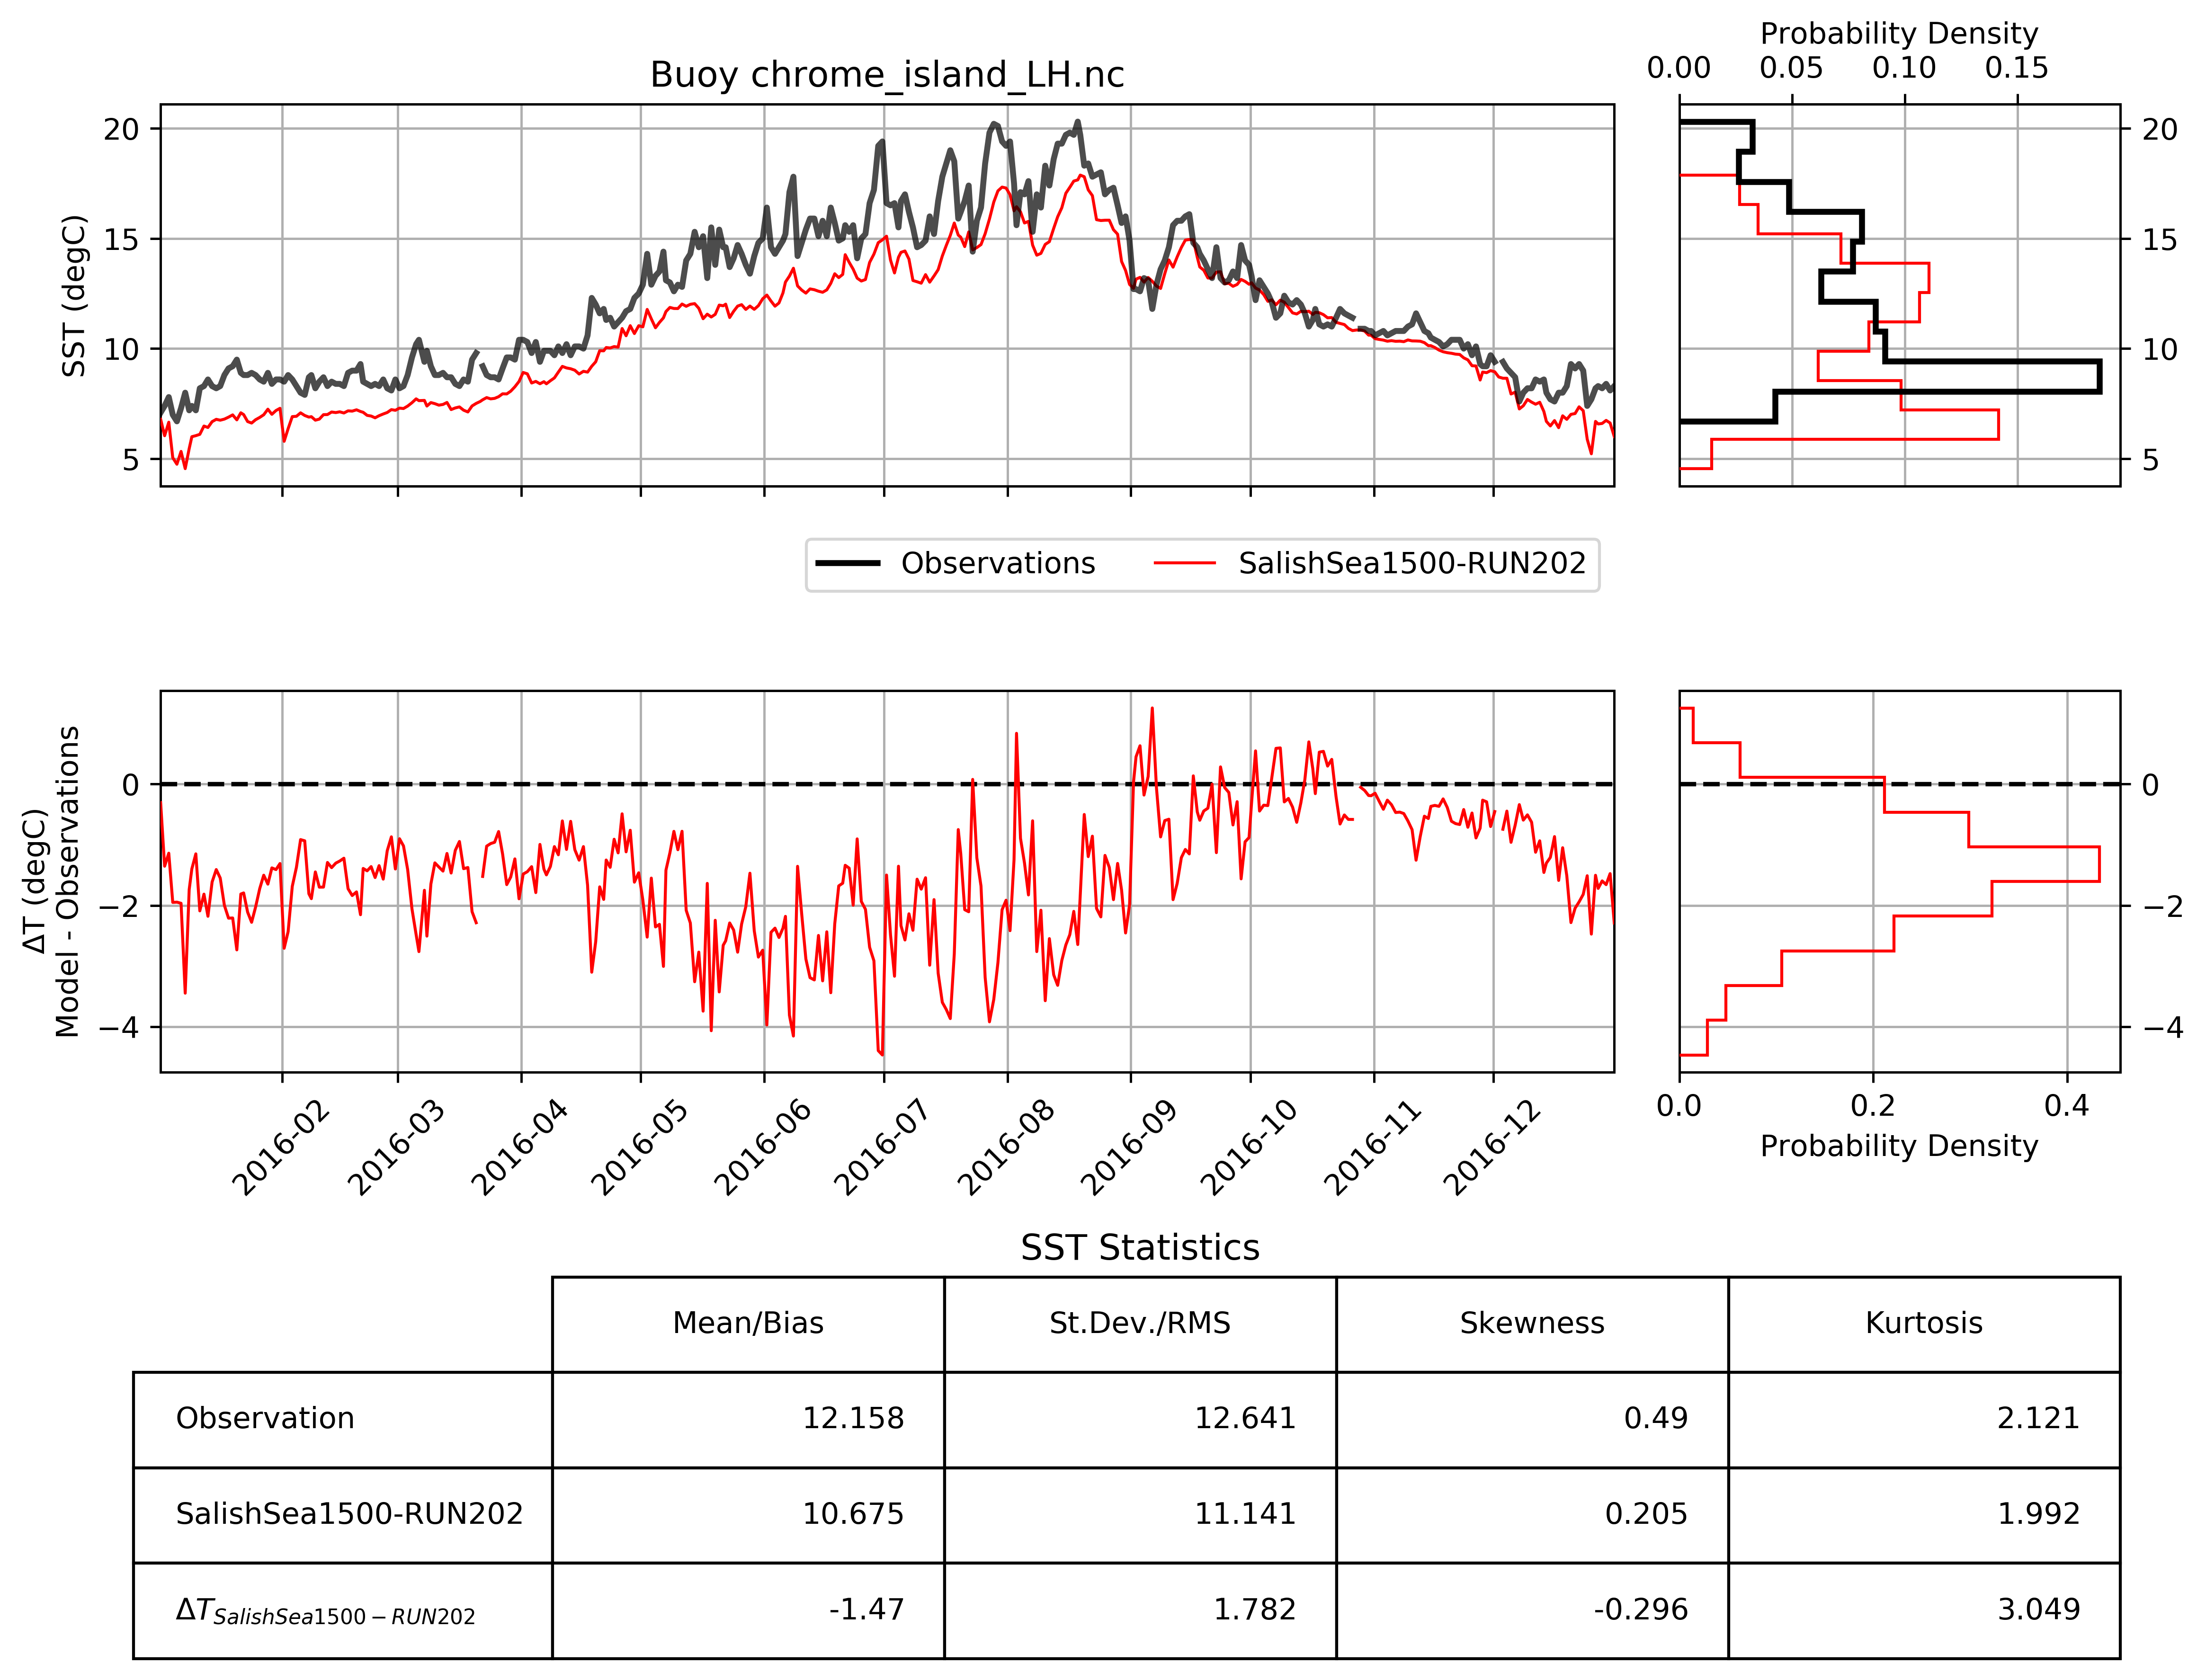 Probability Density
0.00 0.05 0.10 0.15
Buoy chrome_island_LH.nc
20
15
10
5
SST (degC)
20
15
10
5
Observations SalishSea1500-RUN202
0
−2
−4
ΔT (degC)
Model - Observations
0
−2
−4
0.0 0.2 0.4
Probability Density
2016-02 2016-03 2016-04 2016-05 2016-06 2016-07 2016-08 2016-09 2016-10 2016-11 2016-12
SST Statistics
Mean/Bias St.Dev./RMS Skewness Kurtosis
Observation 12.158 12.641 0.49 2.121
SalishSea1500-RUN202 10.675 11.141 0.205 1.992
ΔT SalishSea1500−RUN202 -1.47 1.782 -0.296 3.049